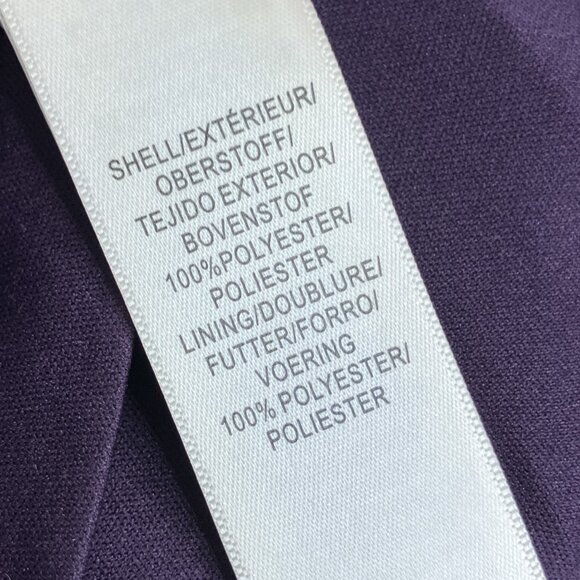 SHELL/EXTÉRIEUR/
OBERSTOFF/
TEJIDO EXTERIOR/
BOVENSTOF
100%POLYESTER/
POLIESTER
LINING/DOUBLURE/
FUTTER/FORRO/
VOERING
100% POLYESTER/
POLIESTER